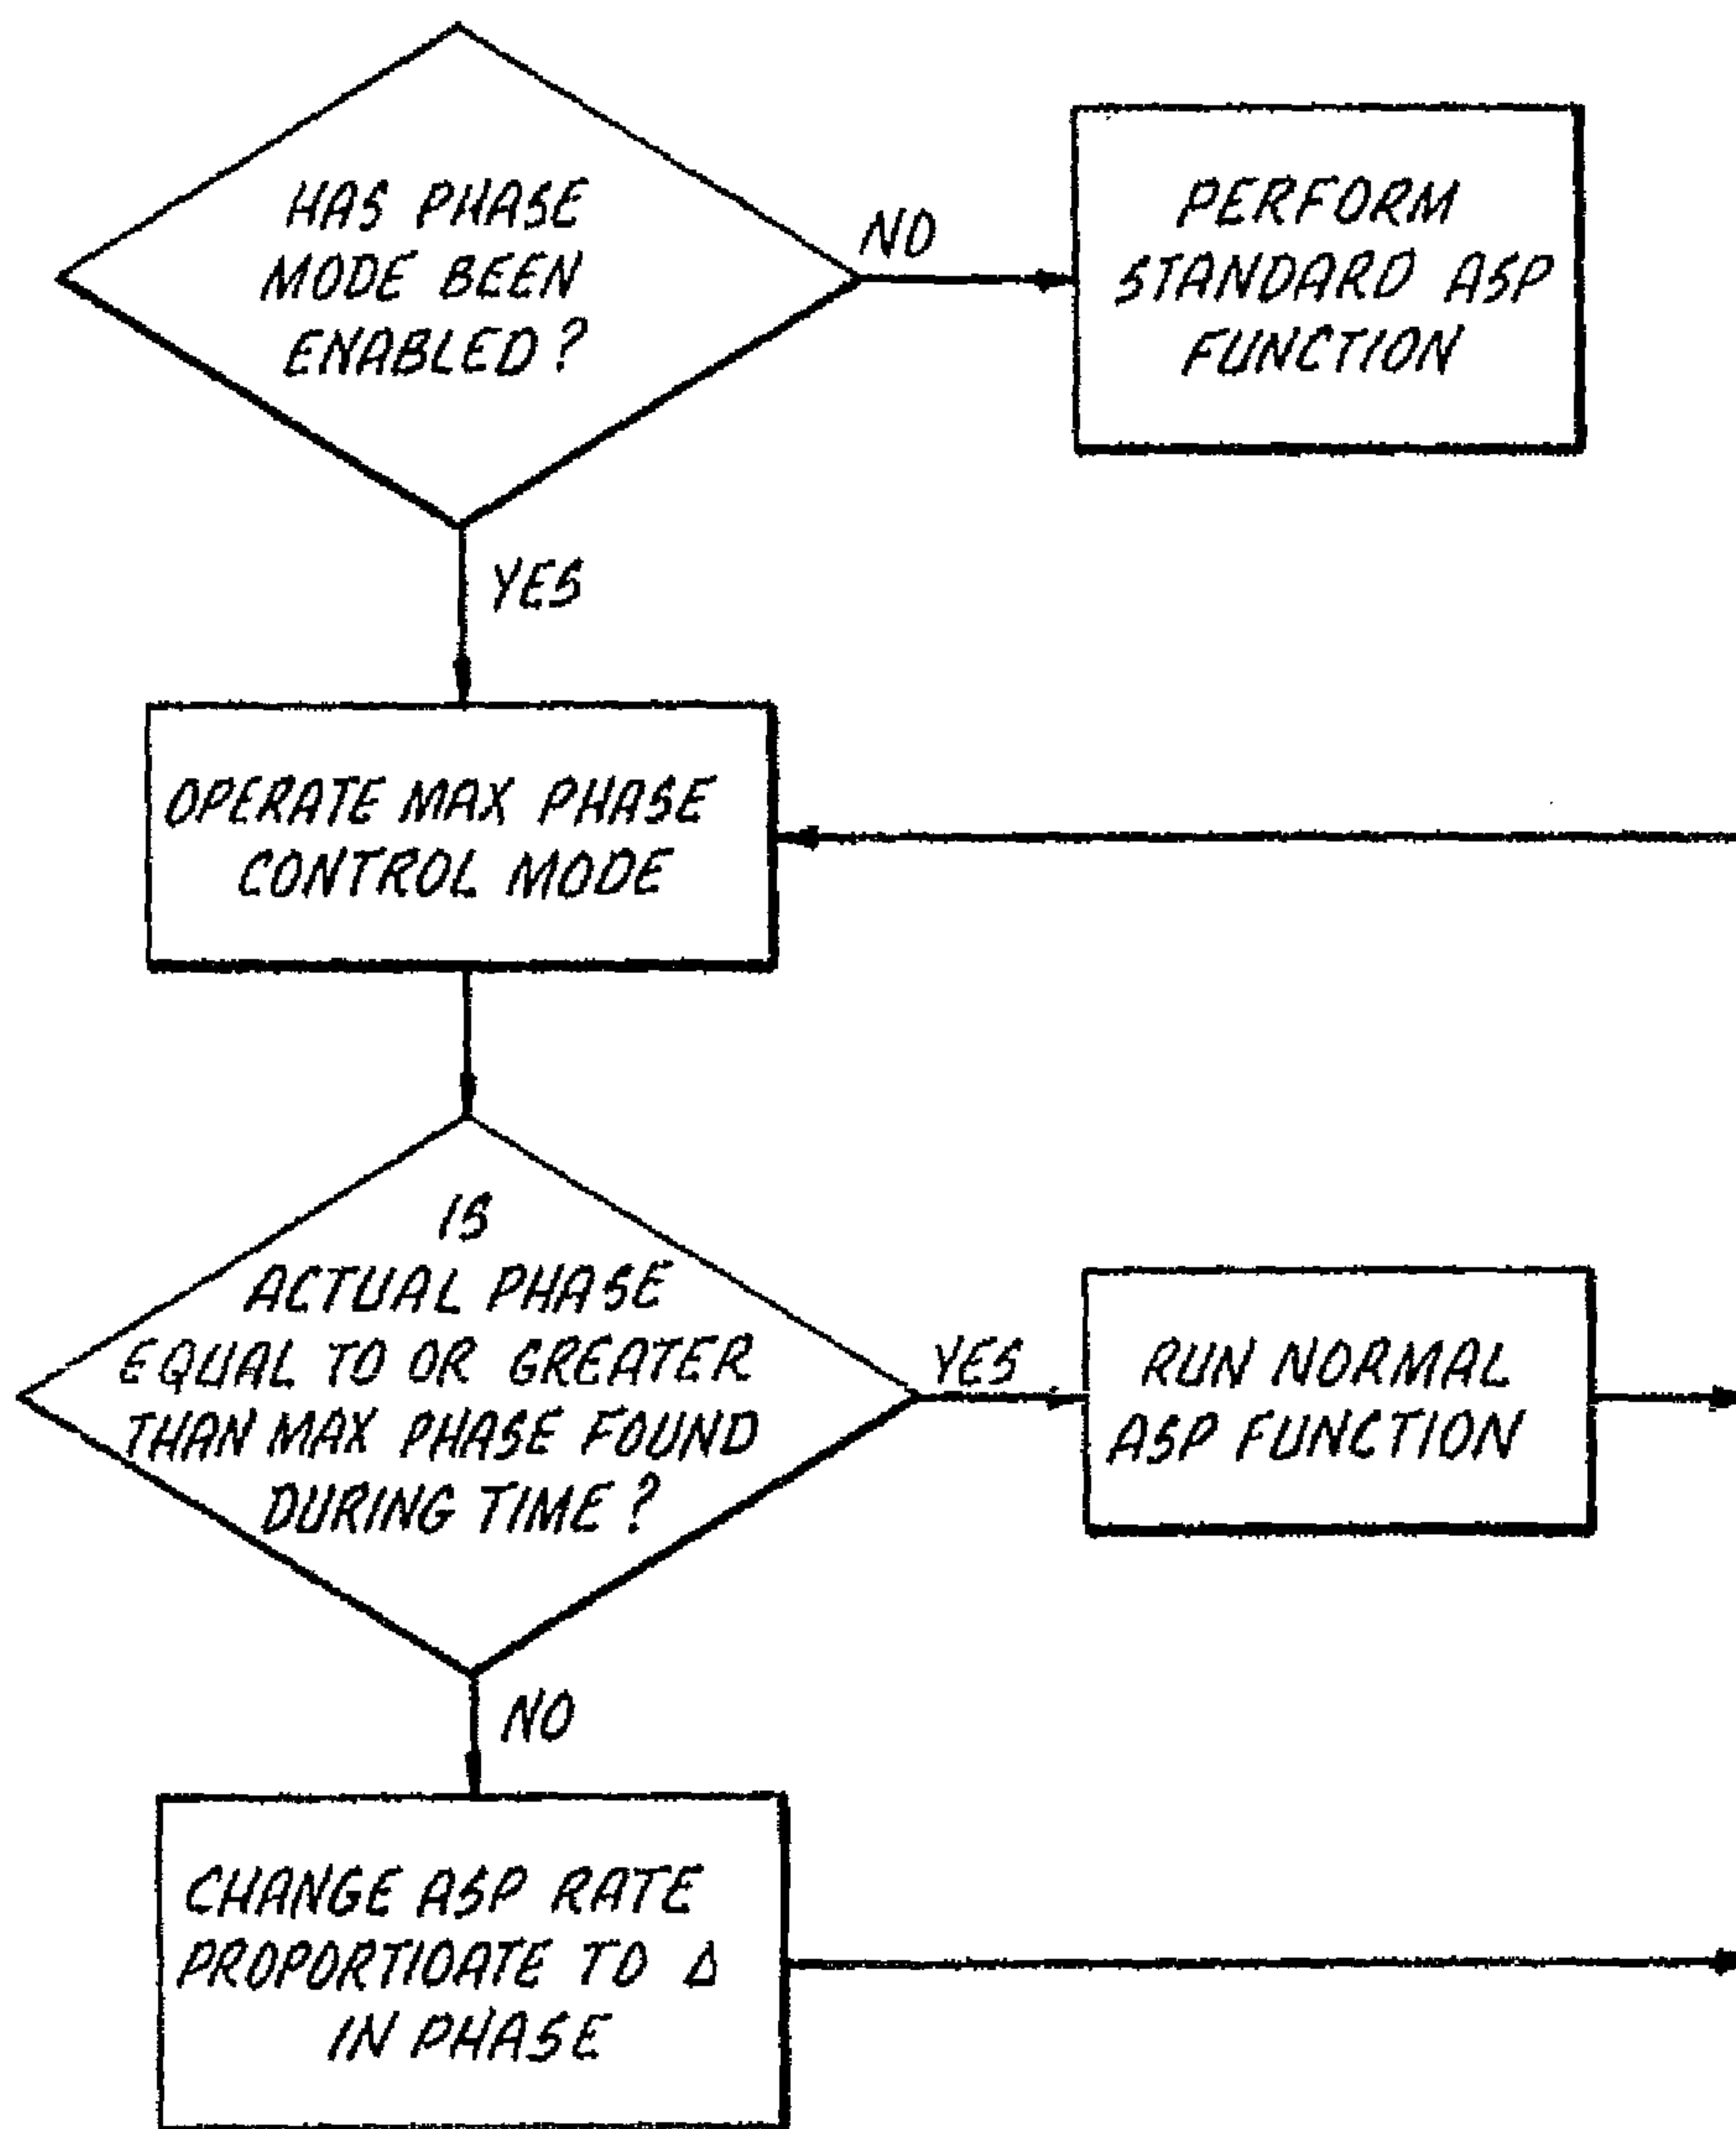 HAS PHASE
MODE BEEN
ENABLED?
NO
PERFORM
STANDARD ASP
FUNCTION
YES
OPERATE MAX PHASE
CONTROL MODE
IS
ACTUAL PHASE
EQUAL TO OR GREATER
THAN MAX PHASE FOUND
DURING TIME?
YES
RUN NORMAL
ASP FUNCTION
NO
CHANGE ASP RATE
PROPORTIOATE TO Δ
IN PHASE